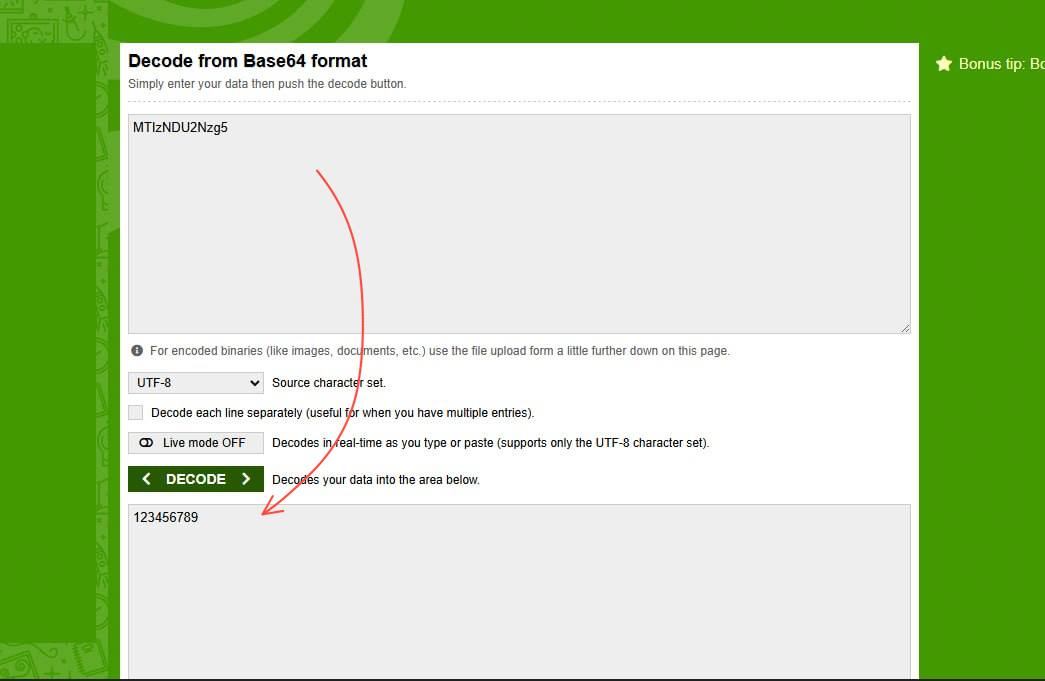 Decode from Base64 format
Bonus tip: Bo
Simply enter your data then push the decode button.
MTIzNDU2Nzg5
For encoded binaries (like images, documents, etc.) use the file upload form a little further down on this page.
UTF-8 Source character set.
Decode each line separately (useful for when you have multiple entries).
Live mode OFF Decodes in real-time as you type or paste (supports only the UTF-8 character set).
DECODE Decodes your data into the area below.
123456789